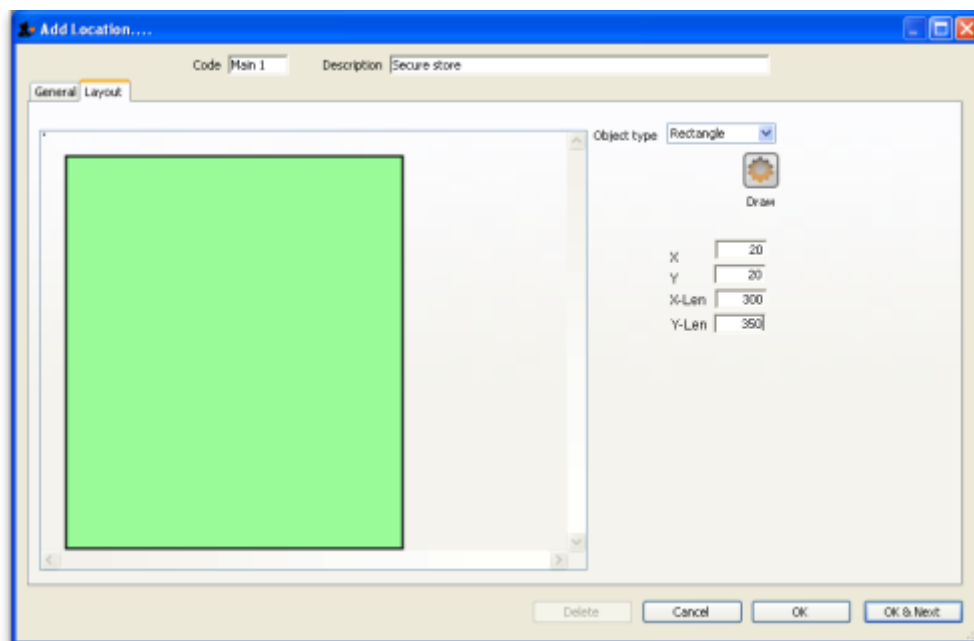 Add Location....
Code Main 1 Description Secure store
General Layout
Object type Rectangle
Draw
X 20
Y 20
X-Len 300
Y-Len 350
Delete Cancel OK OK & Next